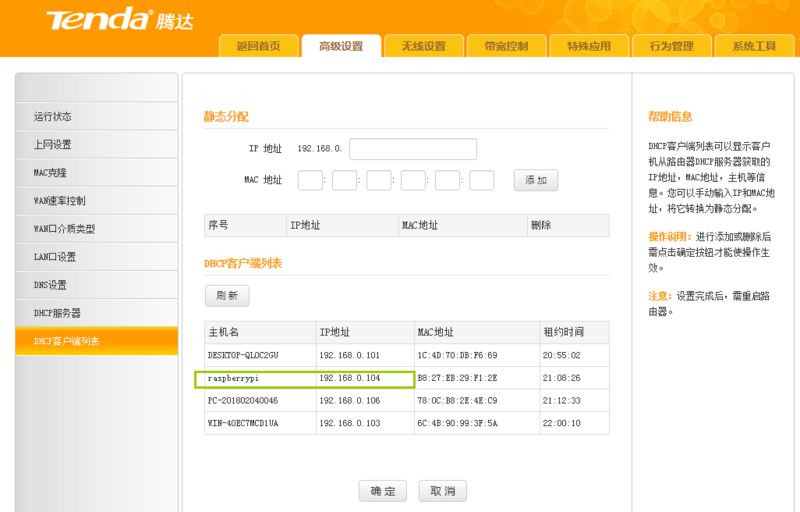 Tenda® 腾达
返回首页 高级设置 无线设置 带宽控制 特殊应用 行为管理 系统工具
运行状态
上网设置
MAC克隆
WAN速率控制
WAN口介质类型
LAN口设置
DNS设置
DHCP服务器
DHCP客户端列表
静态分配
IP 地址 192.168.0.
MAC 地址 : : : : : 添 加
序号 IP地址 MAC地址 删除
DHCP客户端列表
刷 新
主机名 IP地址 MAC地址 租约时间
DESKTOP-QLOC2GU 192.168.0.101 1C:4D:70:DB:F6:69 20:55:02
raspberrypi 192.168.0.104 B8:27:EB:29:F1:2E 21:08:26
PC-201802040046 192.168.0.106 78:0C:B8:2E:4E:C9 21:12:33
WIN-40EC7MCD1UA 192.168.0.103 6C:4B:90:99:3F:5A 22:00:10
确 定 取 消
帮助信息
DHCP客户端列表可以显示客户
机从路由器DHCP服务器获取的
IP地址，MAC地址，主机等信
息。您可以手动输入IP和MAC地
址，将它转换为静态分配。
操作说明：进行添加或删除后
需点击确定按钮才能使操作生
效。
注意：设置完成后，需重启路
由器。